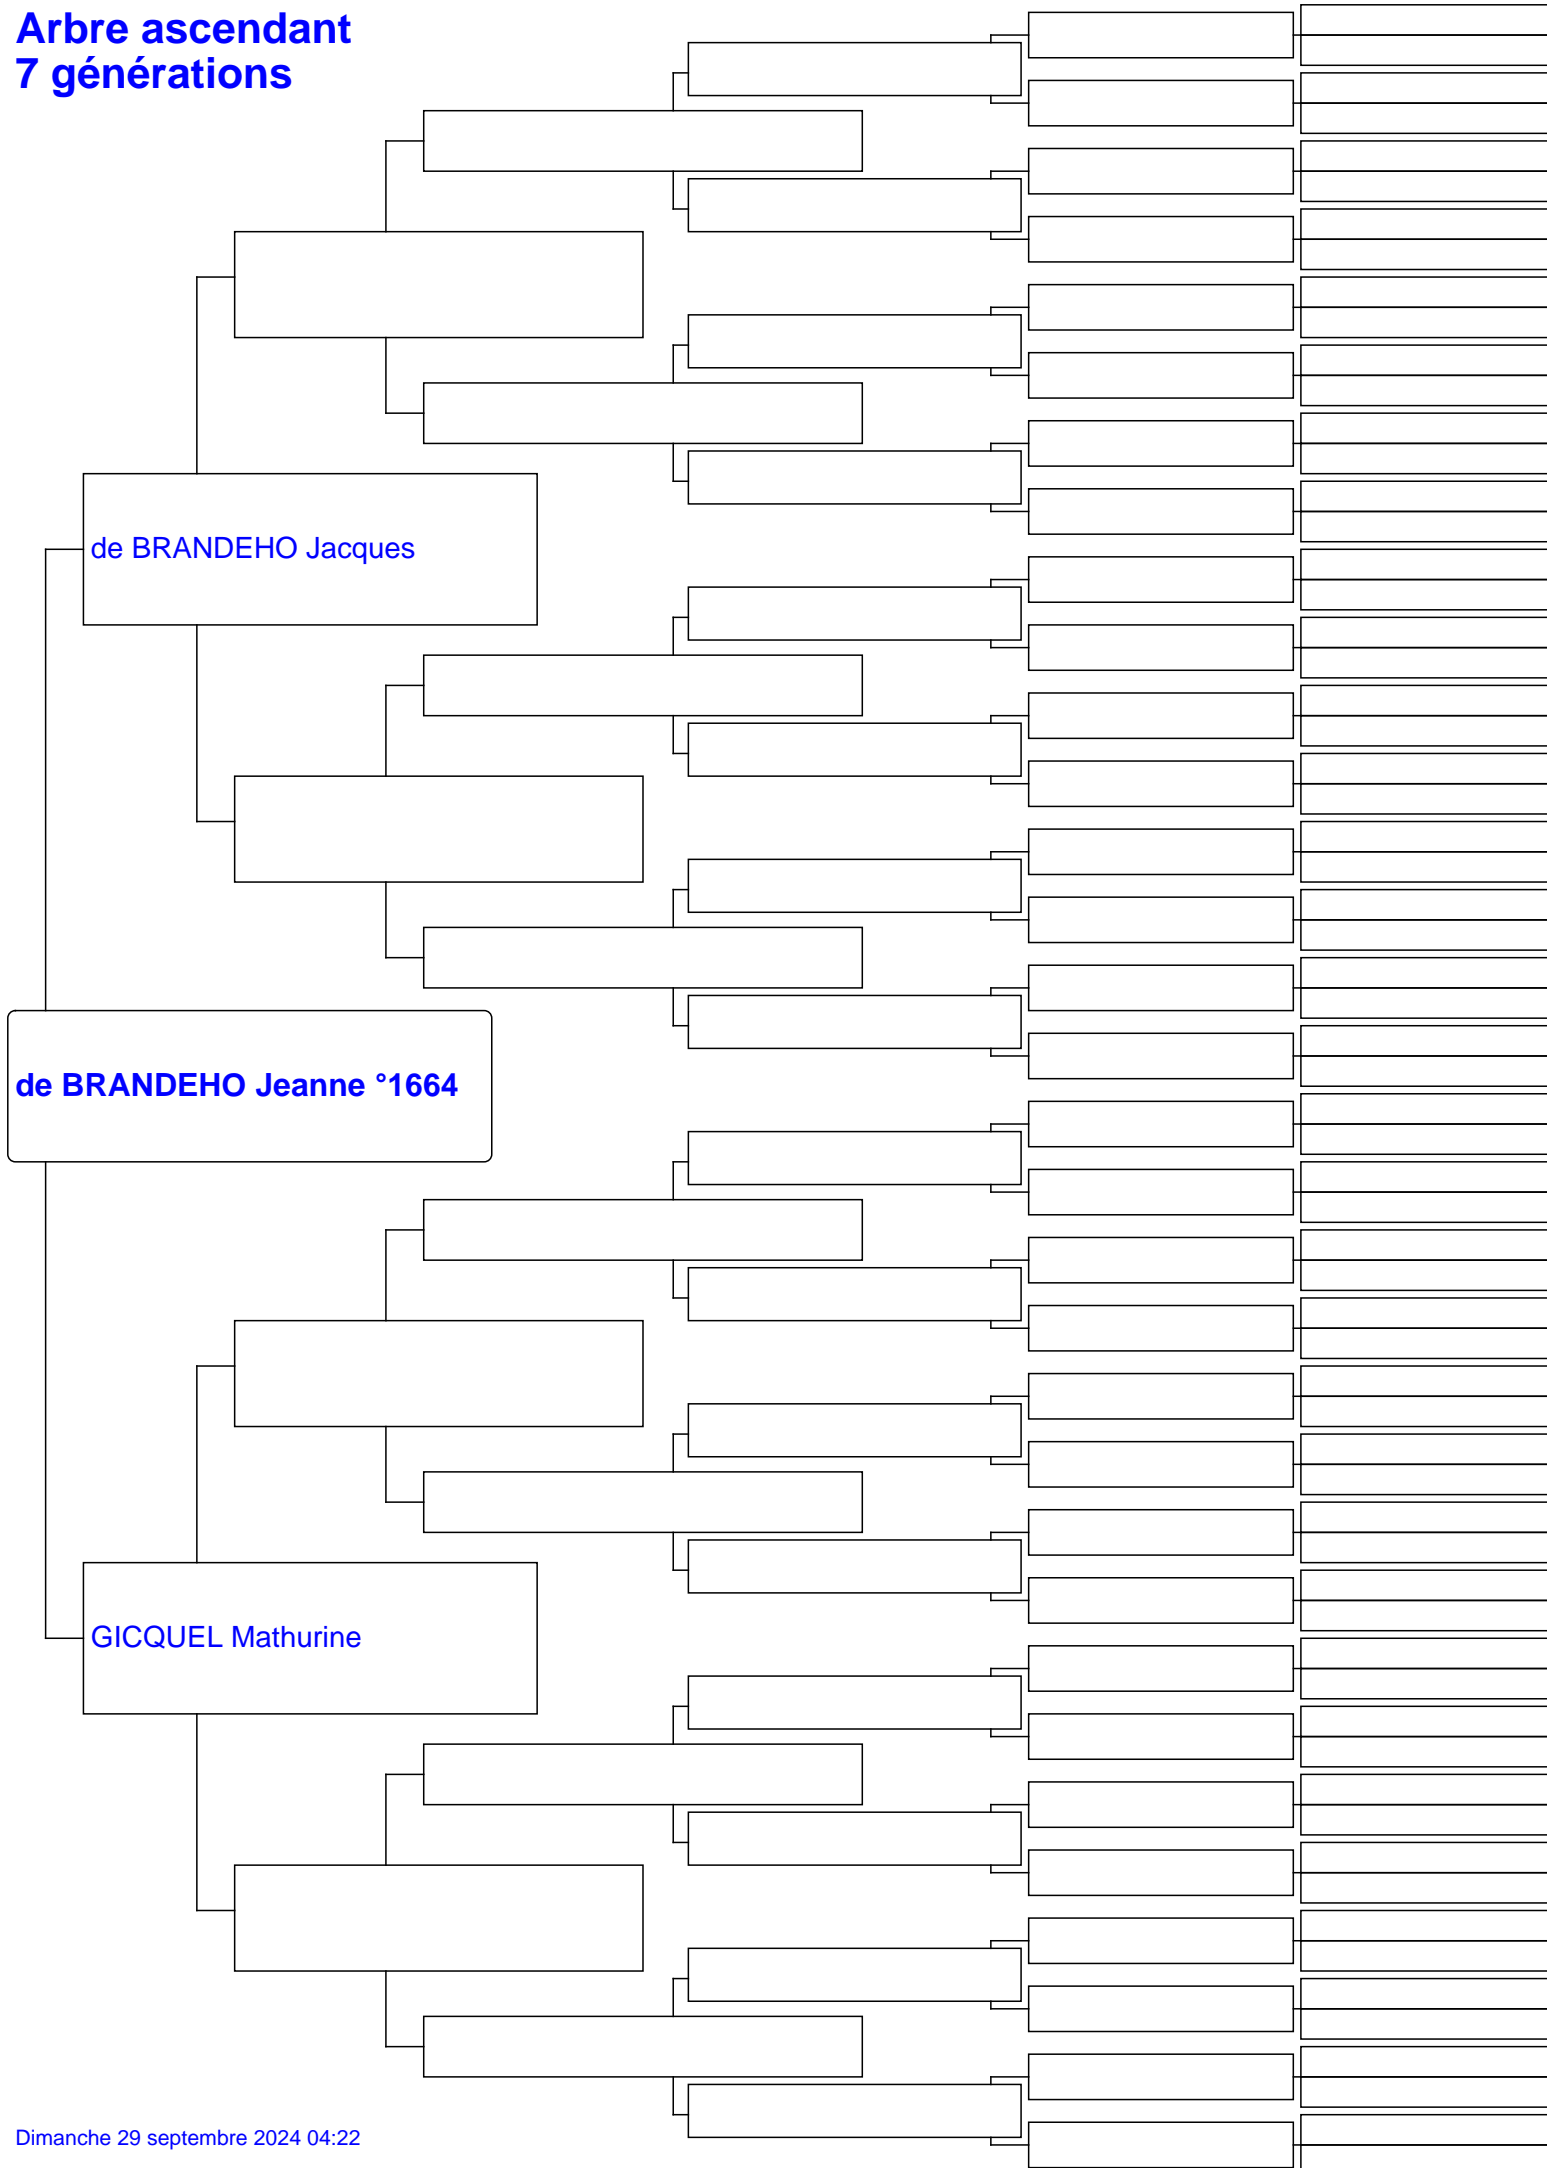 Arbre ascendant
7 générations
de BRANDEHO Jacques
de BRANDEHO Jeanne °1664
GICQUEL Mathurine
Dimanche 29 septembre 2024 04:22